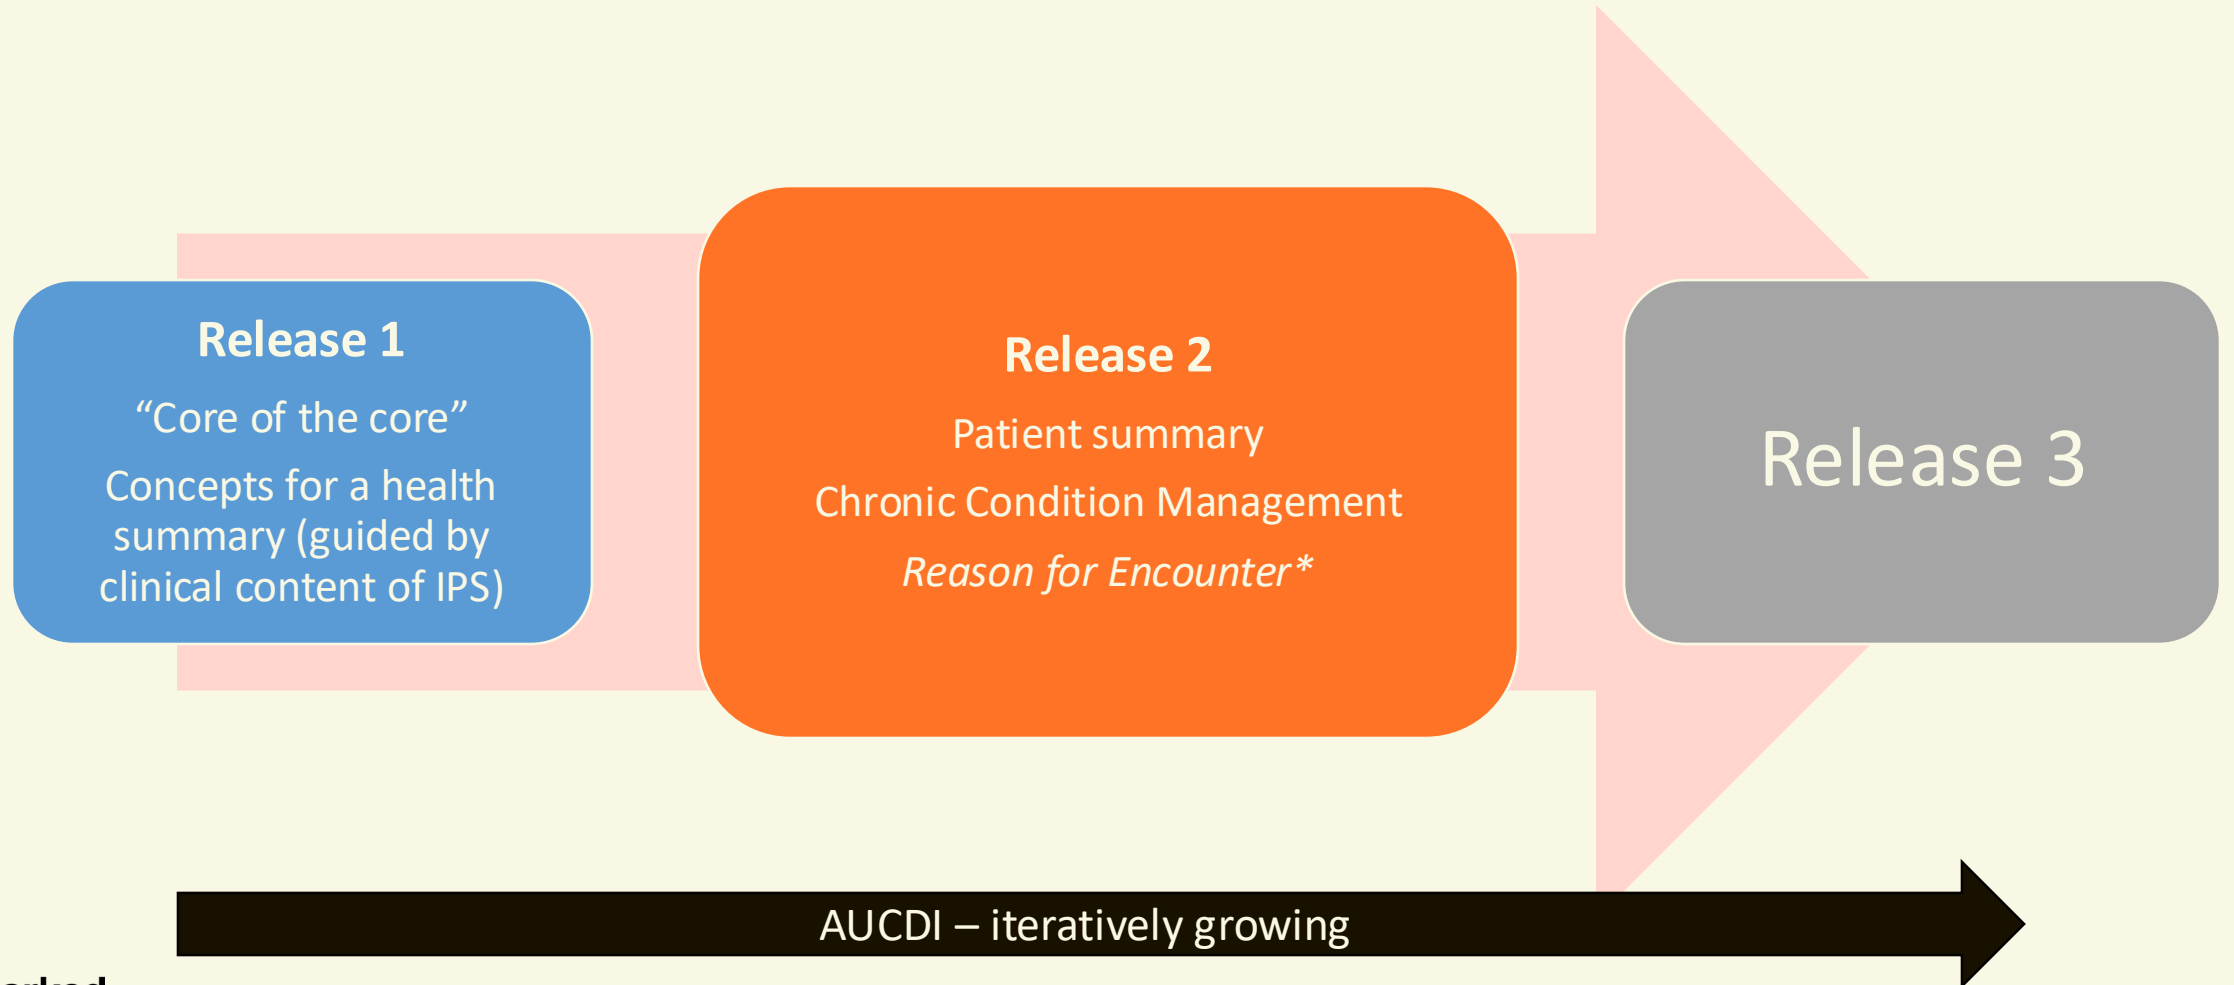 Release 1
“Core of the core”
Concepts for a health
summary (guided by
clinical content of IPS)
Release 2
Patient summary
Chronic Condition Management
Reason for Encounter*
Release 3
AUCDI – iteratively growing